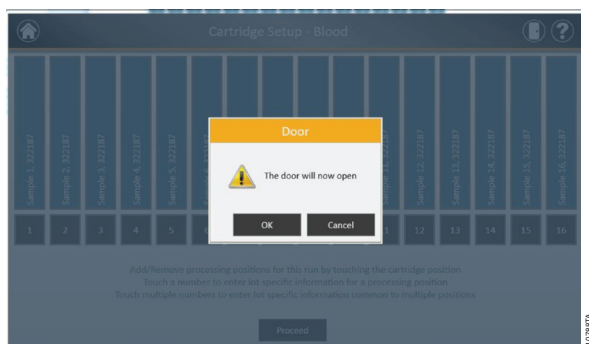 Cartridge Setup - Blood
?
Sample 1, 322187
Sample 2, 322187
Sample 3, 322187
Sample 4, 322187
Sample 5, 322187
Sample 12, 322187
Sample 13, 322187
Sample 14, 322187
Sample 15, 322187
Sample 16, 322187
Door
The door will now open
OK
Cancel
1
2
3
4
5
12
13
14
15
16
Add/Remove processing positions for this run by touching the cartridge position
Touch a number to enter lot specific information for a processing position
Touch multiple numbers to enter lot specific information common to multiple positions
Proceed